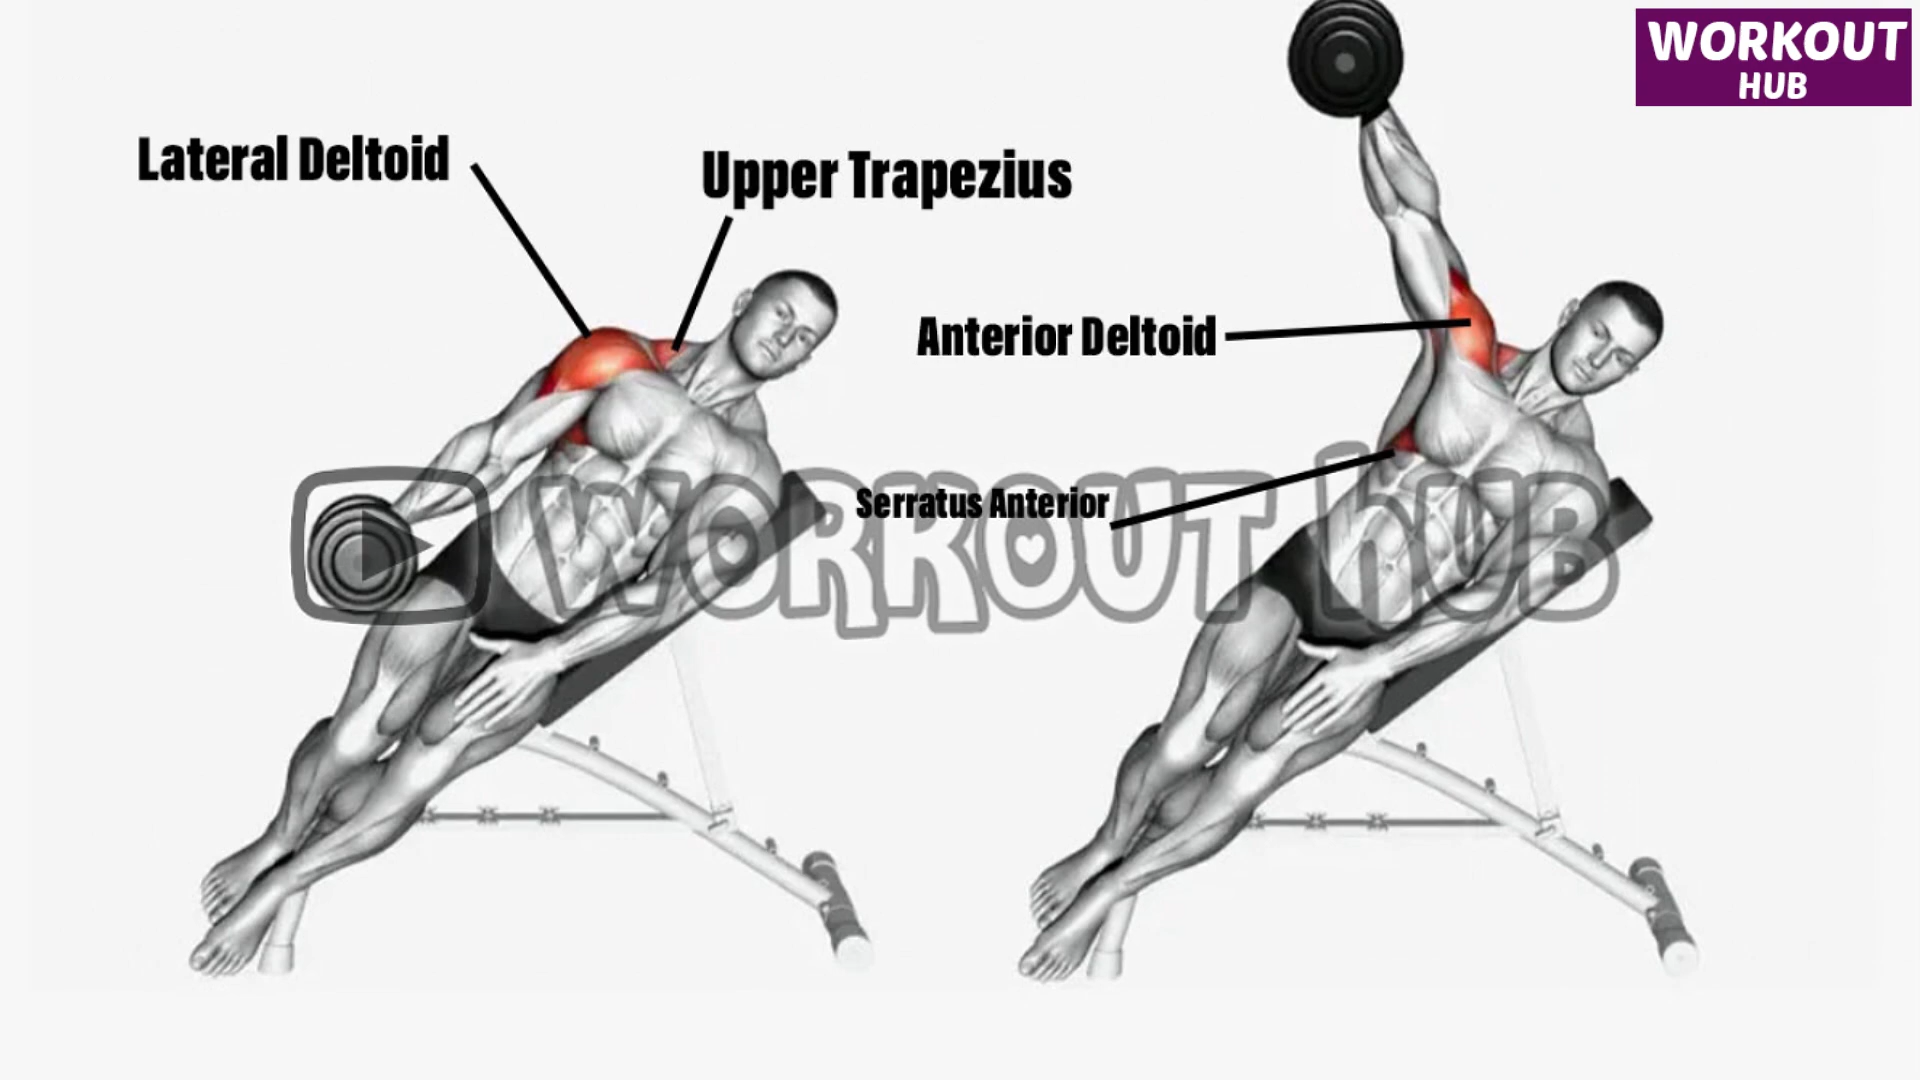 WORKOUT
HUB
Lateral Deltoid
Upper Trapezius
Anterior Deltoid
Serratus Anterior
WORKOUT hUB